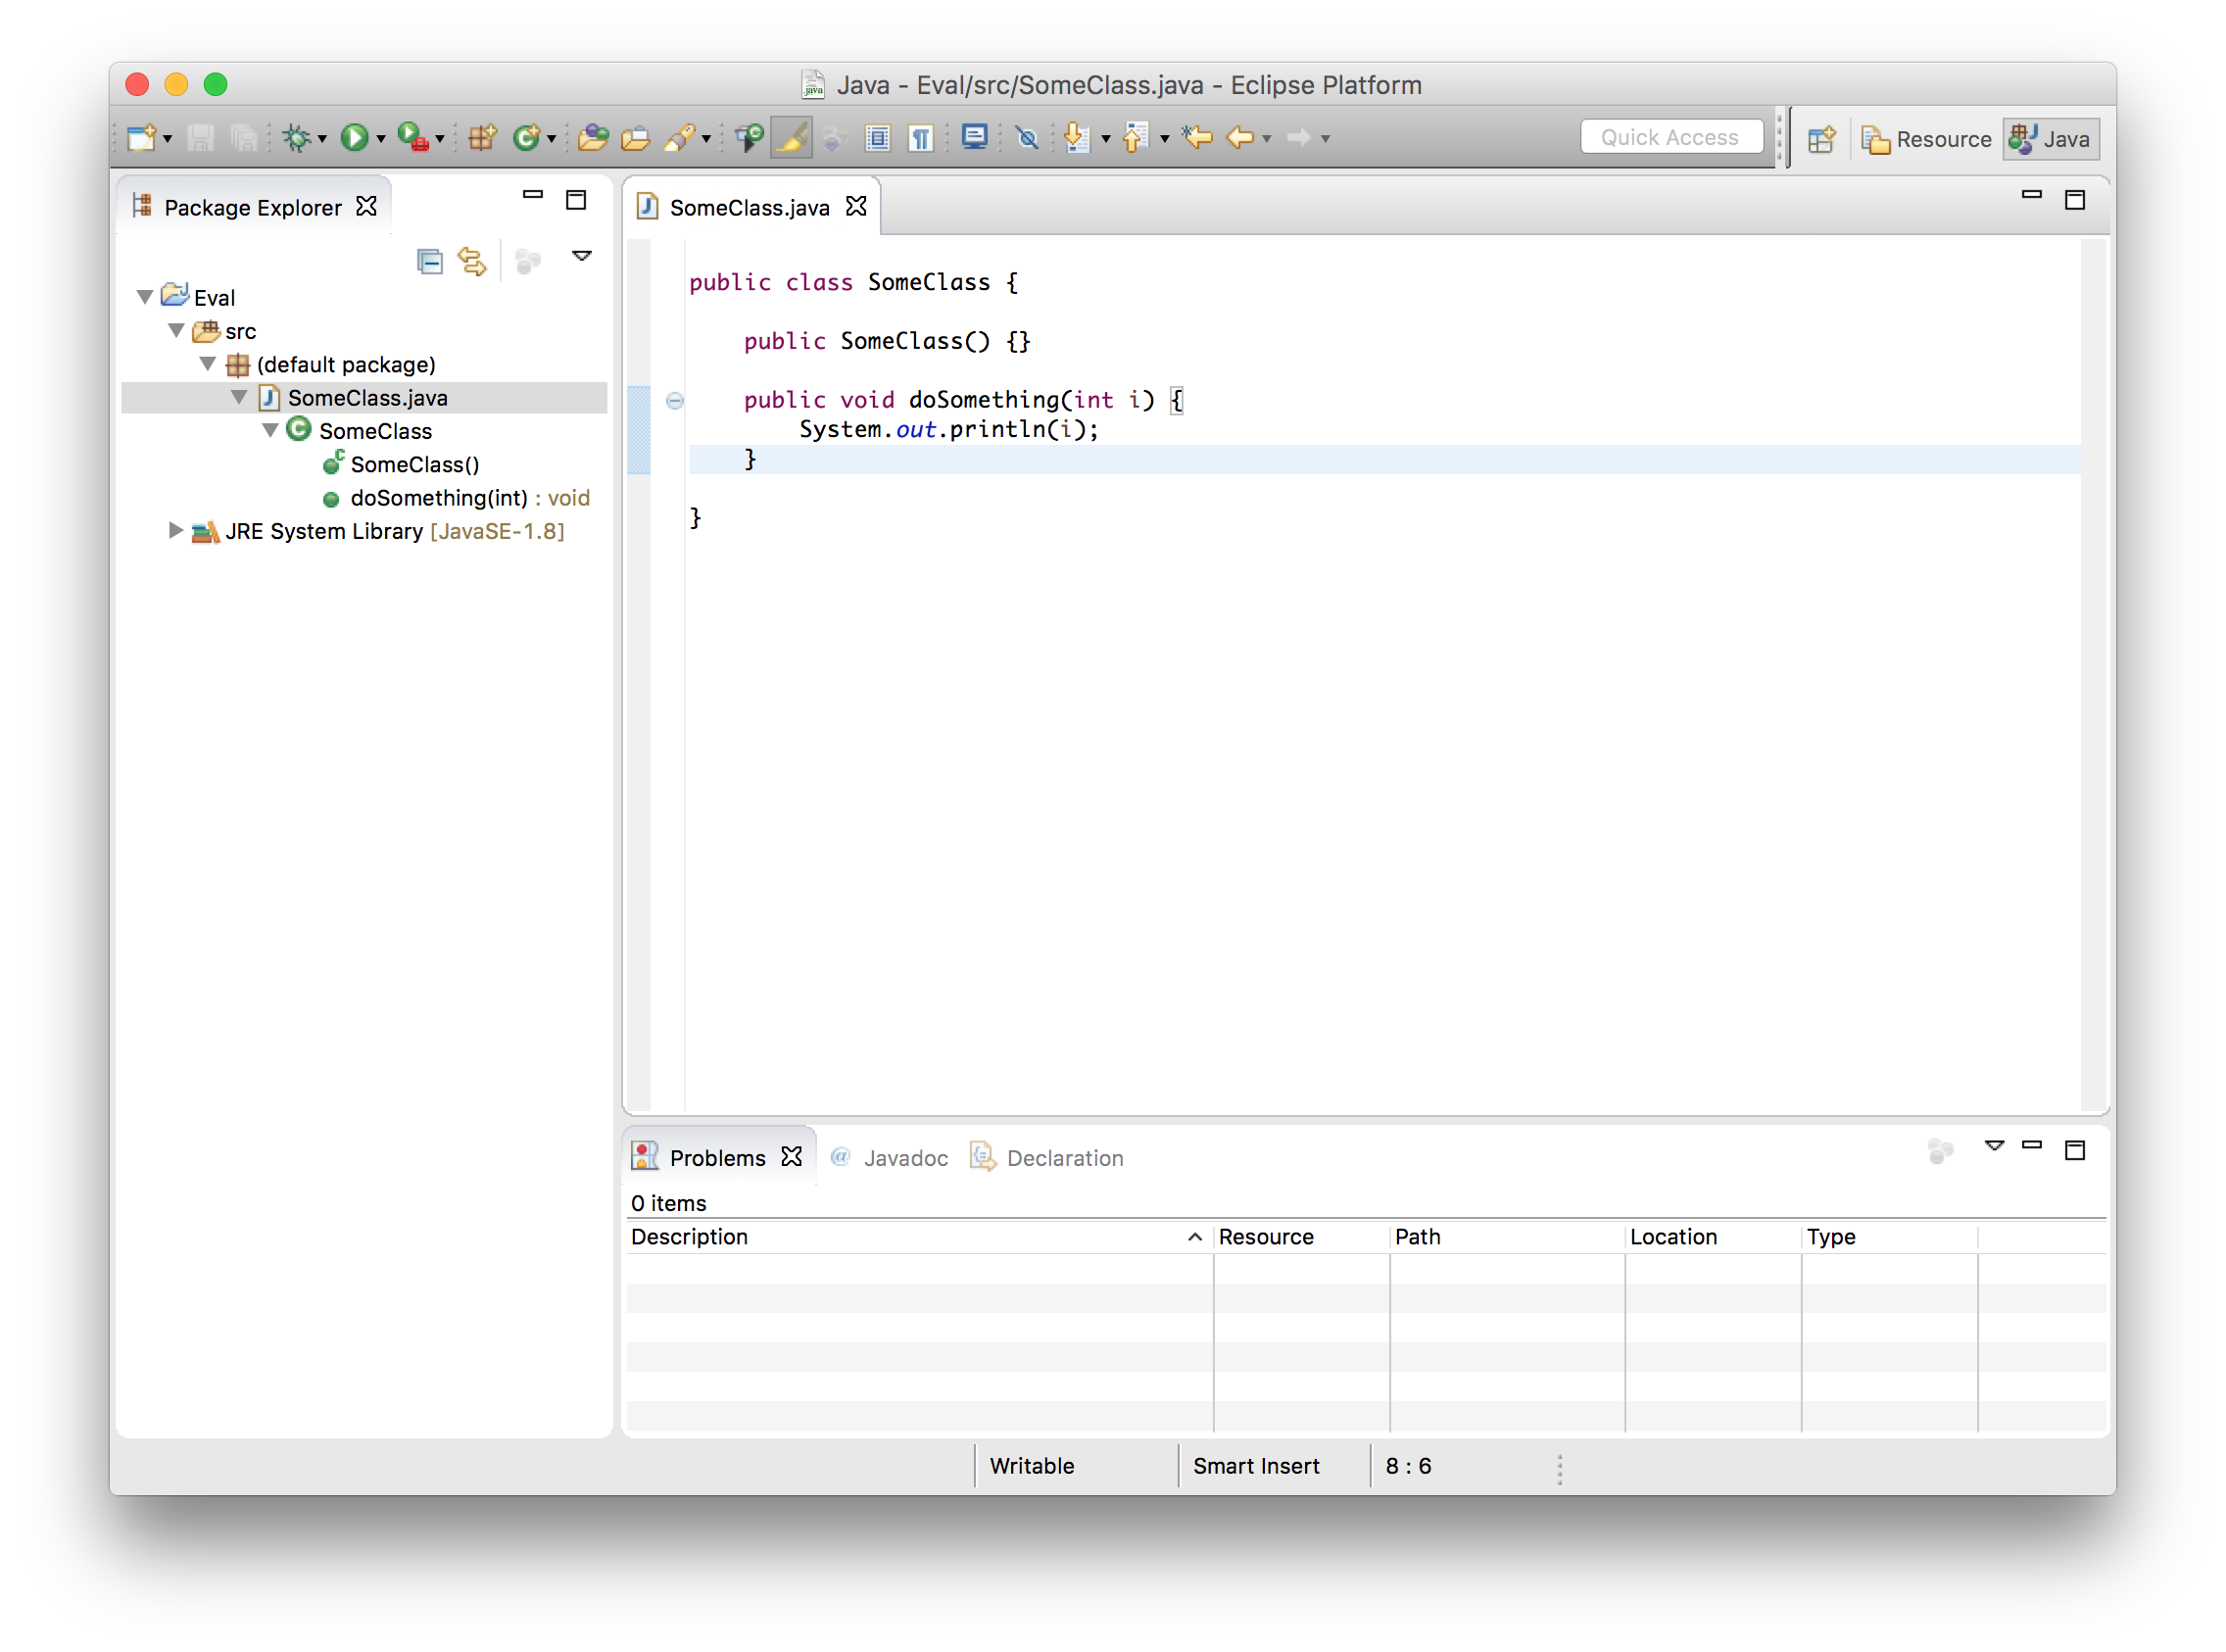 Java - Eval/src/SomeClass.java - Eclipse Platform
Quick Access
Resource
Java
Package Explorer
Eval
src
(default package)
SomeClass.java
SomeClass
SomeClass()
doSomething(int) : void
JRE System Library [JavaSE-1.8]
SomeClass.java
public class SomeClass {
public SomeClass() {}
public void doSomething(int i) {
System.out.println(i);
}
}
Problems
Javadoc
Declaration
0 items
Description Resource Path Location Type
Writable Smart Insert 8 : 6